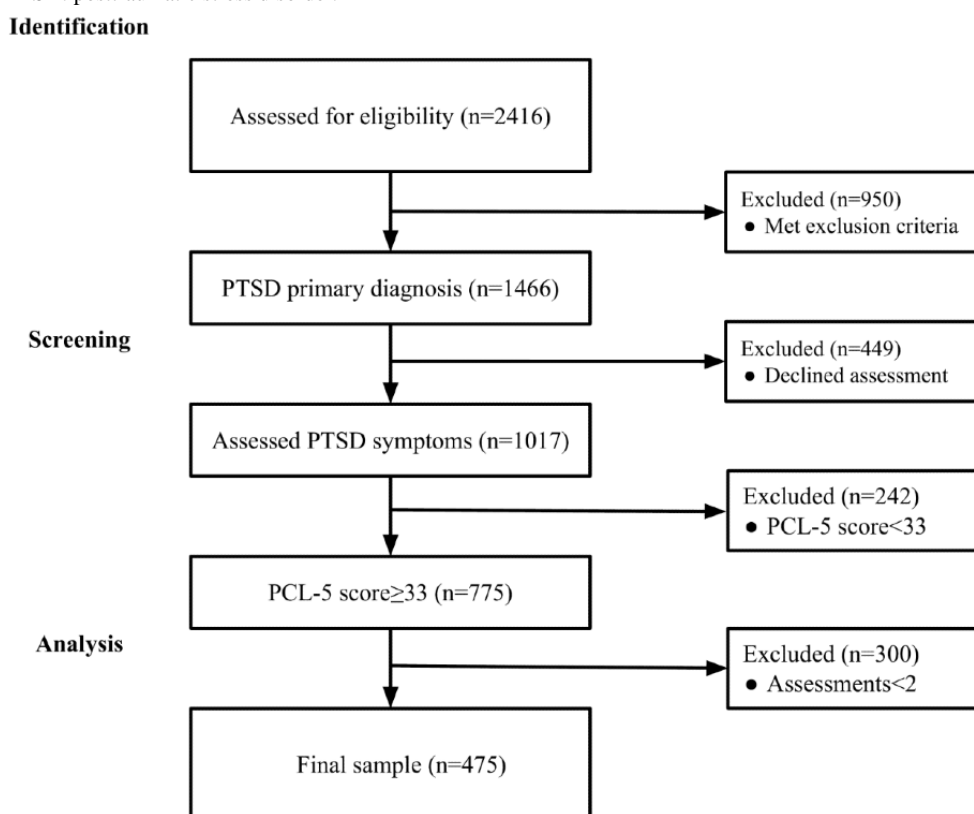 Identification
Assessed for eligibility (n=2416)
Excluded (n=950)
● Met exclusion criteria
PTSD primary diagnosis (n=1466)
Screening
Excluded (n=449)
● Declined assessment
Assessed PTSD symptoms (n=1017)
Excluded (n=242)
● PCL-5 score<33
PCL-5 score≥33 (n=775)
Analysis
Excluded (n=300)
● Assessments<2
Final sample (n=475)